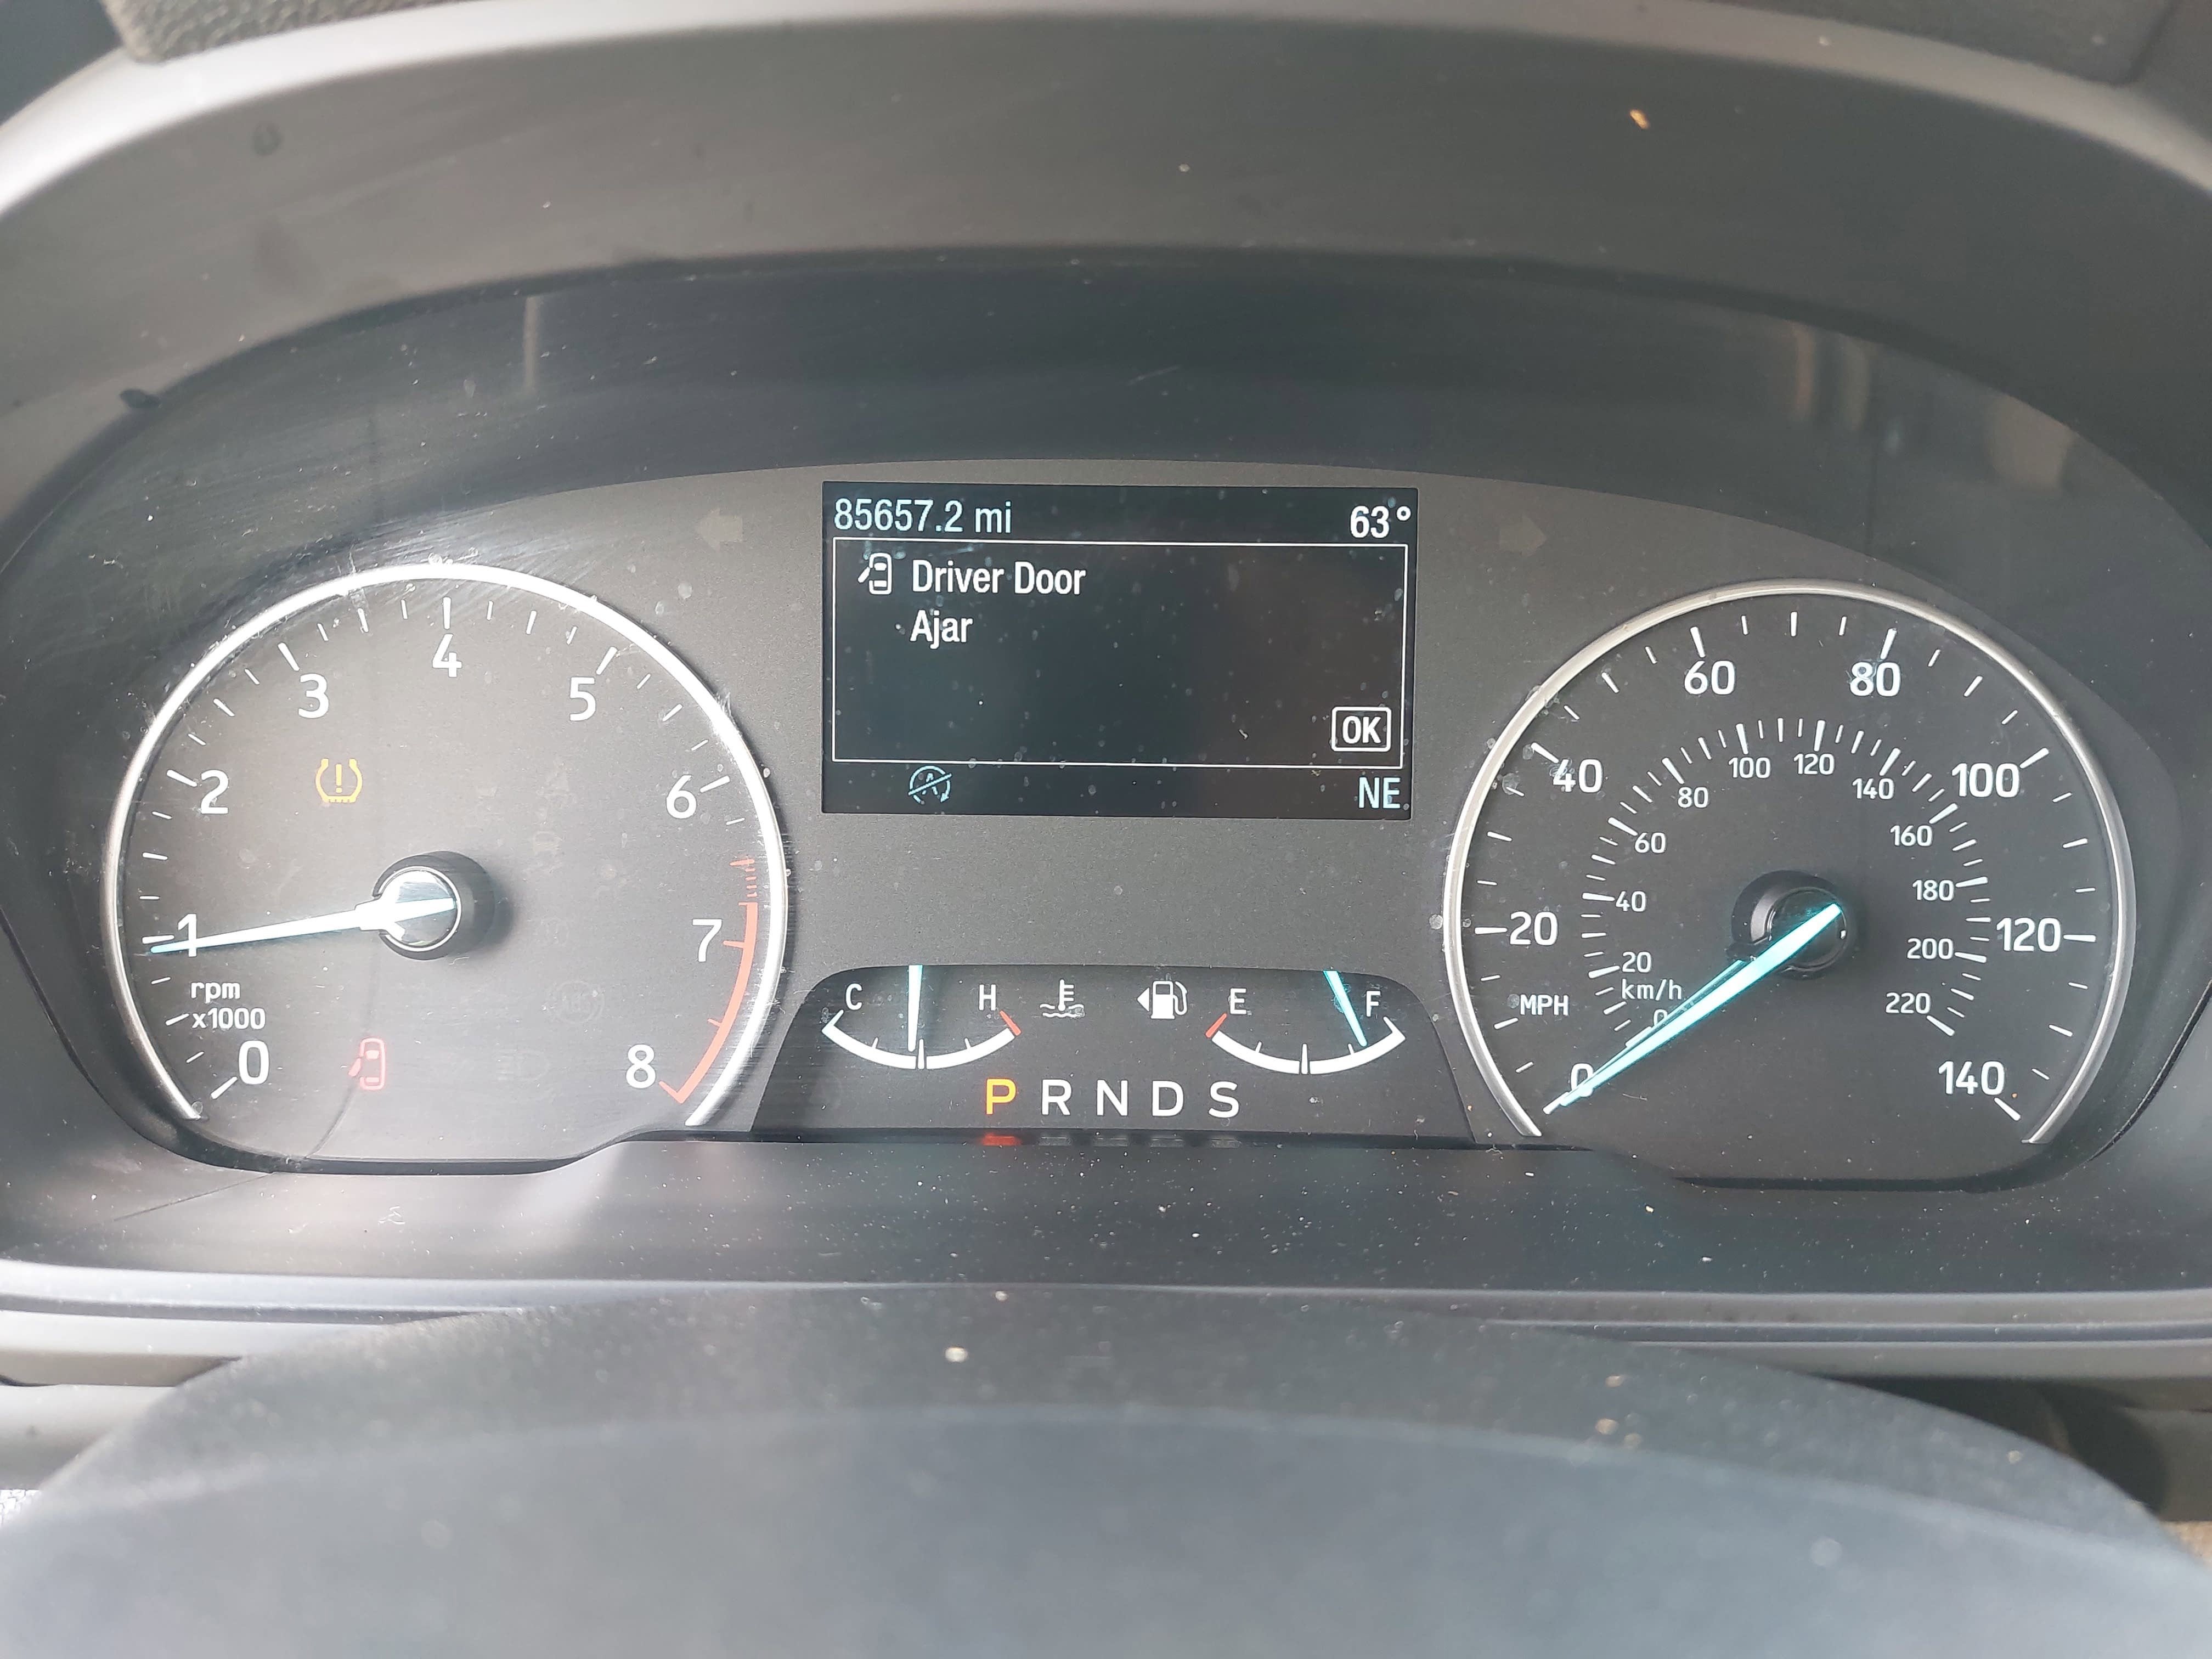 85657.2 mi 63°
Driver Door
Ajar
OK
NE
0 1 2 3 4 5 6 7 8
rpm
x1000
C H
E F
P R N D S
0 20 40 60 80 100 120 140
MPH
0 20 40 60 80 100 120 140 160 180 200 220
km/h